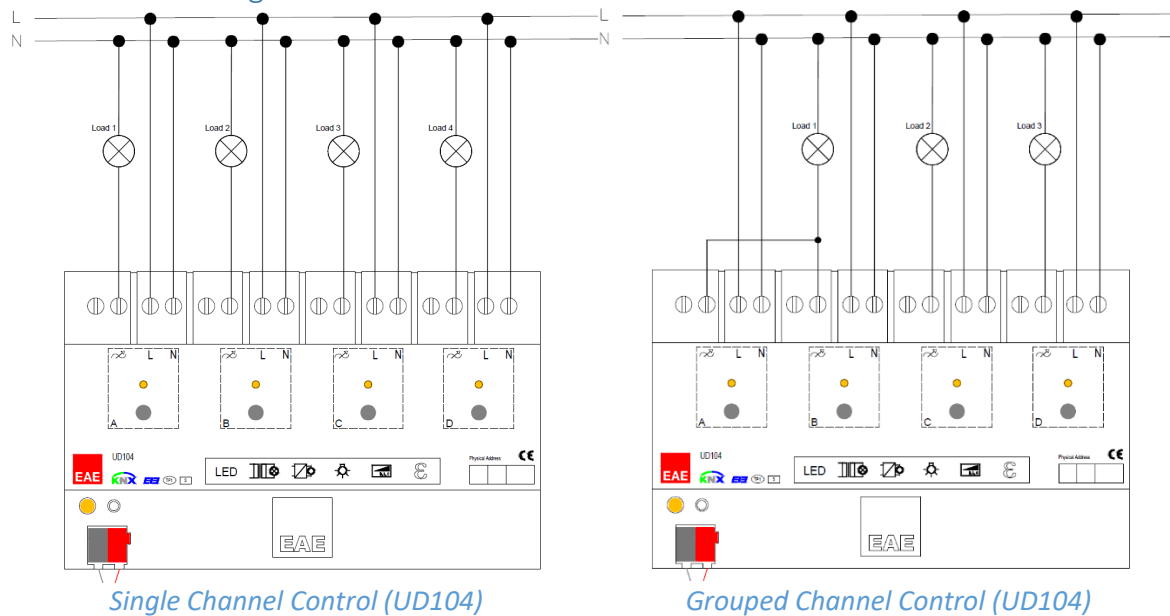 L
N
Load 1
Load 2
Load 3
Load 4
L N
L N
L N
L N
A
B
C
D
EAE
UD104
KNX
LED
Physical Address
CE
EAE
Single Channel Control (UD104)
L
N
Load 1
Load 2
Load 3
L N
L N
L N
L N
A
B
C
D
EAE
UD104
KNX
LED
Physical Address
CE
EAE
Grouped Channel Control (UD104)